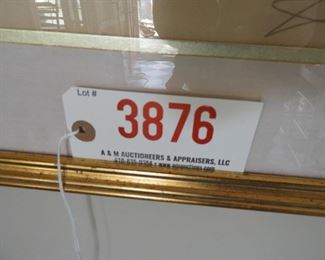 Lot #
3876
A & M AUCTIONEERS & APPRAISERS, LLC